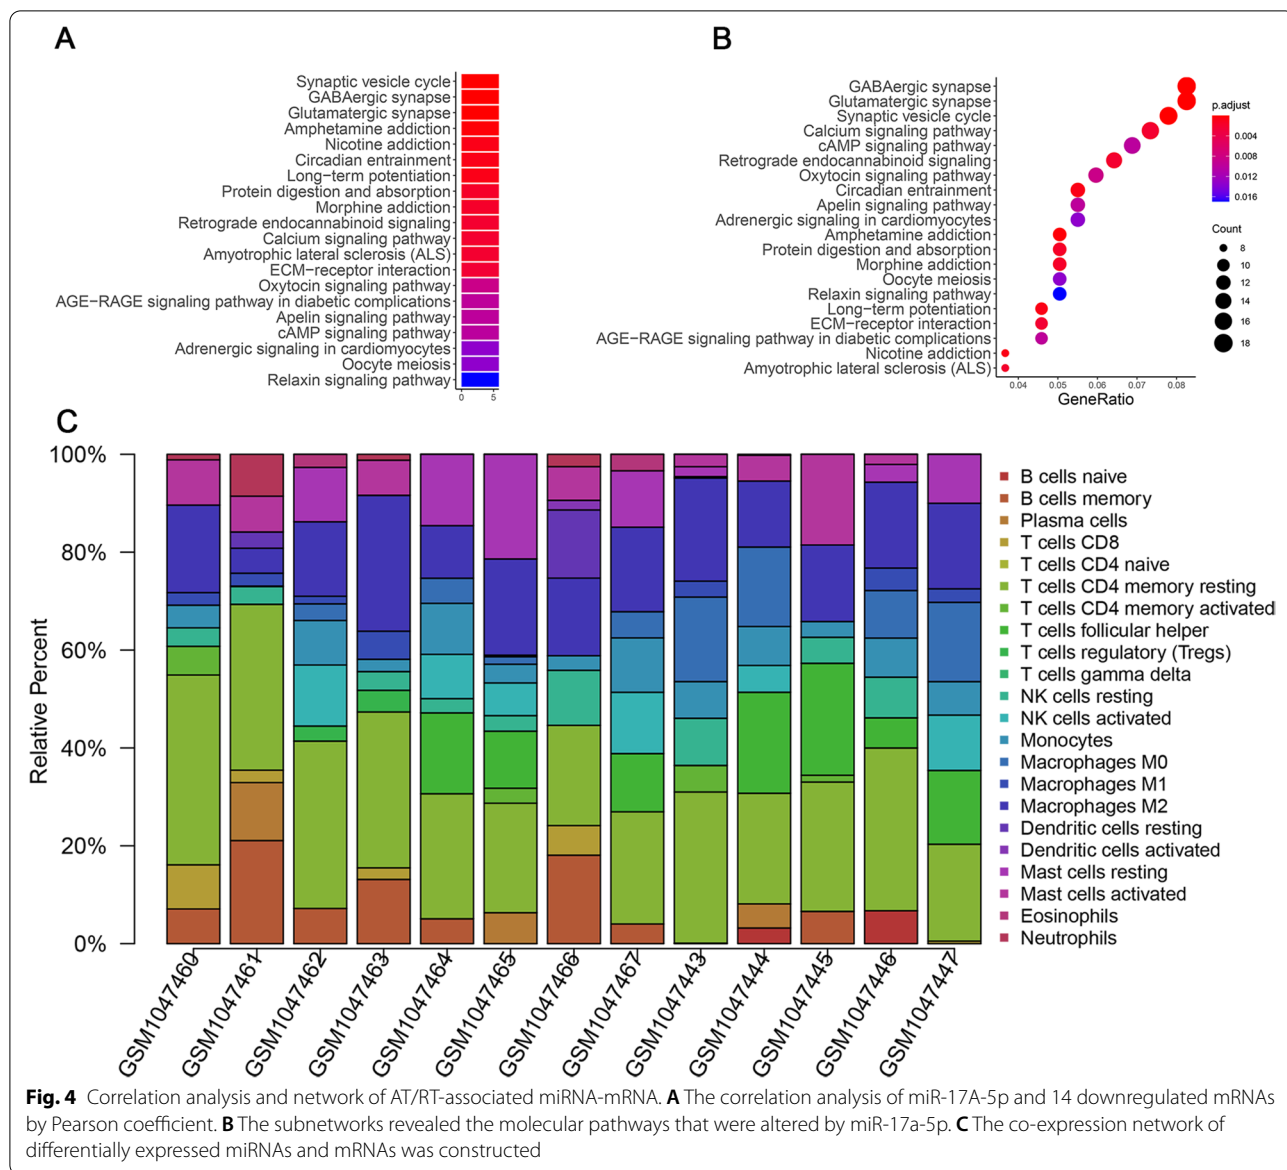 A
Synaptic vesicle cycle
GABAergic synapse
Glutamatergic synapse
Amphetamine addiction
Nicotine addiction
Circadian entrainment
Long−term potentiation
Protein digestion and absorption
Morphine addiction
Retrograde endocannabinoid signaling
Calcium signaling pathway
Amyotrophic lateral sclerosis (ALS)
ECM−receptor interaction
Oxytocin signaling pathway
AGE−RAGE signaling pathway in diabetic complications
Apelin signaling pathway
cAMP signaling pathway
Adrenergic signaling in cardiomyocytes
Oocyte meiosis
Relaxin signaling pathway
0 5
B
GABAergic synapse
Glutamatergic synapse
Synaptic vesicle cycle
Calcium signaling pathway
cAMP signaling pathway
Retrograde endocannabinoid signaling
Oxytocin signaling pathway
Circadian entrainment
Apelin signaling pathway
Adrenergic signaling in cardiomyocytes
Amphetamine addiction
Protein digestion and absorption
Morphine addiction
Oocyte meiosis
Relaxin signaling pathway
Long−term potentiation
ECM−receptor interaction
AGE−RAGE signaling pathway in diabetic complications
Nicotine addiction
Amyotrophic lateral sclerosis (ALS)
0.04 0.05 0.06 0.07 0.08
GeneRatio
p.adjust
0.004
0.008
0.012
0.016
Count
8
10
12
14
16
18
C
Relative Percent
100%
80%
60%
40%
20%
0%
GSM1047460
GSM1047461
GSM1047462
GSM1047463
GSM1047464
GSM1047465
GSM1047466
GSM1047467
GSM1047443
GSM1047444
GSM1047445
GSM1047446
GSM1047447
B cells naive
B cells memory
Plasma cells
T cells CD8
T cells CD4 naive
T cells CD4 memory resting
T cells CD4 memory activated
T cells follicular helper
T cells regulatory (Tregs)
T cells gamma delta
NK cells resting
NK cells activated
Monocytes
Macrophages M0
Macrophages M1
Macrophages M2
Dendritic cells resting
Dendritic cells activated
Mast cells resting
Mast cells activated
Eosinophils
Neutrophils
Fig. 4 Correlation analysis and network of AT/RT-associated miRNA-mRNA. A The correlation analysis of miR-17A-5p and 14 downregulated mRNAs
by Pearson coefficient. B The subnetworks revealed the molecular pathways that were altered by miR-17a-5p. C The co-expression network of
differentially expressed miRNAs and mRNAs was constructed